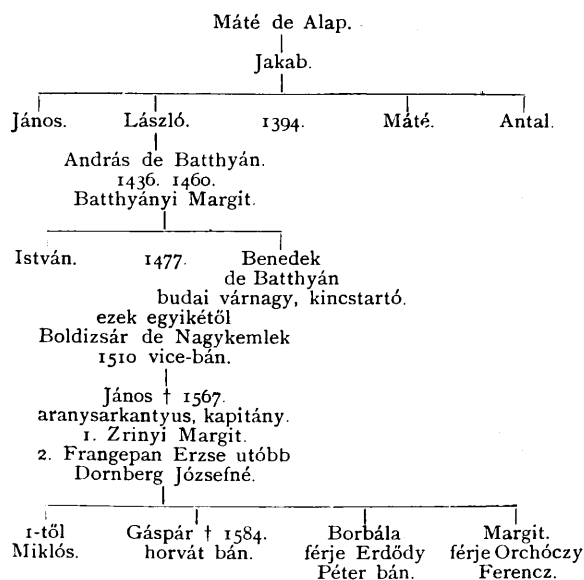 Máté de Alap.
Jakab.
János. László. 1394. Máté. Antal.
András de Batthyán.
1436. 1460.
Batthyányi Margit.
István. 1477. Benedek
de Batthyán
budai várnagy, kincstartó.
ezek egyikétől
Boldizsár de Nagykemlek
1510 vice-bán.
János † 1567.
aranysarkantyus, kapitány.
1. Zrinyi Margit.
2. Frangepan Erzse utóbb
Dornberg Józsefné.
1-től Gáspár † 1584. Borbála Margit.
Miklós. horvát bán. férje Erdődy férje Orchóczy
Péter bán. Ferencz.